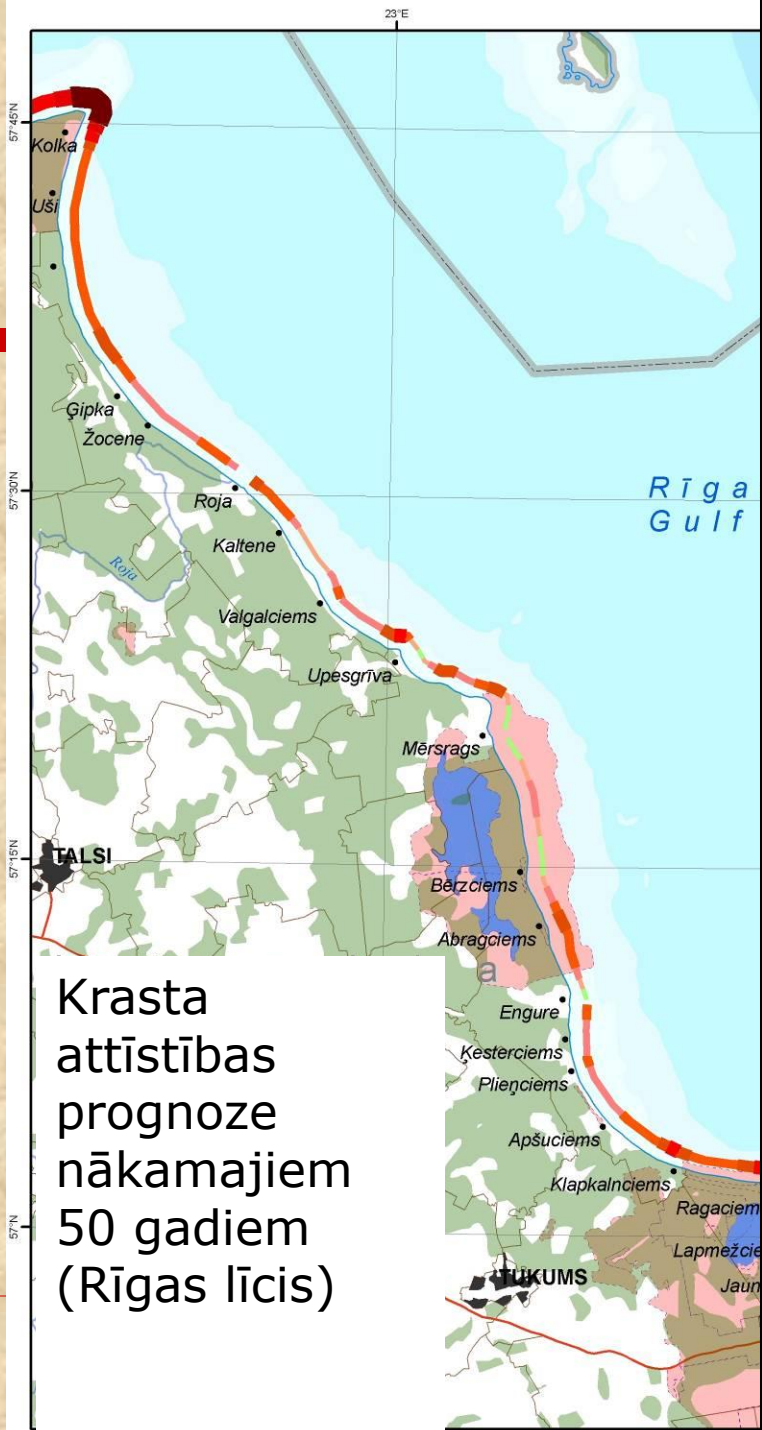 23°E
57°45'N
Kolka
Uši
Ģipka
Žocene
57°30'N
Roja
Rīga
Gulf
Kaltene
Roja
Valgalciems
Upesgrīva
Mērsrags
57°15'N
TALSI
Bērzciems
Abragciems
a
Engure
Ķesterciems
Plieņciems
Apšuciems
Klapkalnciems
Ragaciem
57°N
Lapmežcie
TUKUMS
Jaun
Krasta
attīstības
prognoze
nākamajiem
50 gadiem
(Rīgas līcis)